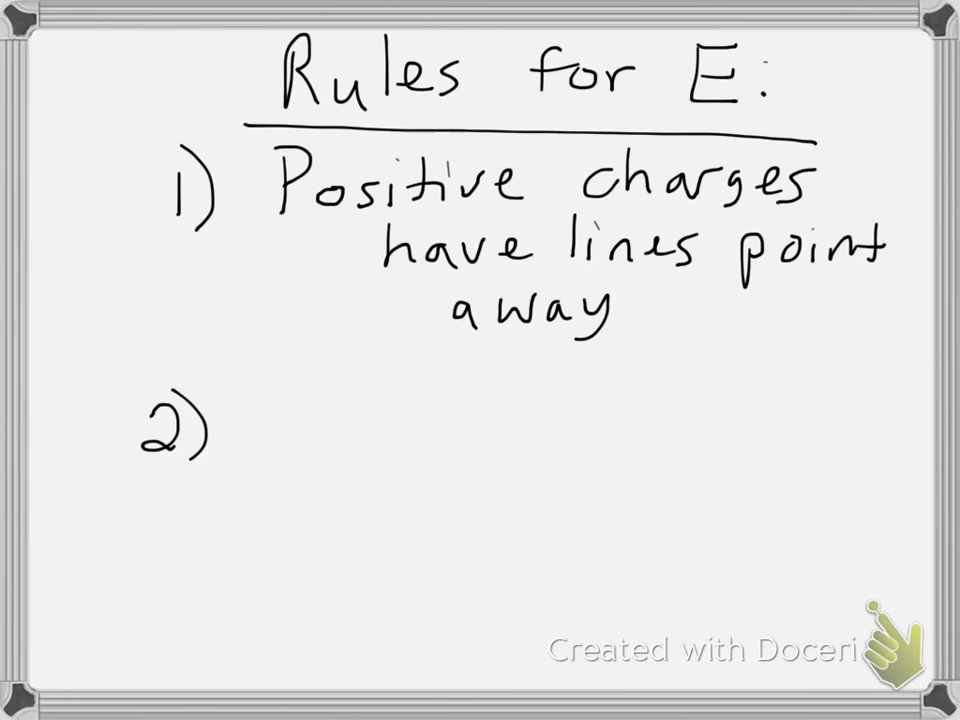 Rules for E:
1) Positive charges
have lines point
away
2)
Created with Doceri